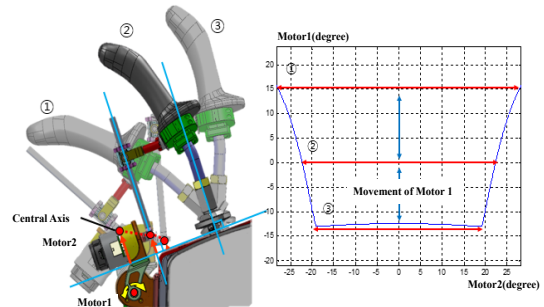 ③
②
①
Central Axis
Motor2
Motor1
Motor1(degree)
20
15
10
5
0
-5
-10
-15
-20
①
②
③
Movement of Motor 1
-25 -20 -15 -10 -5 0 5 10 15 20 25
Motor2(degree)